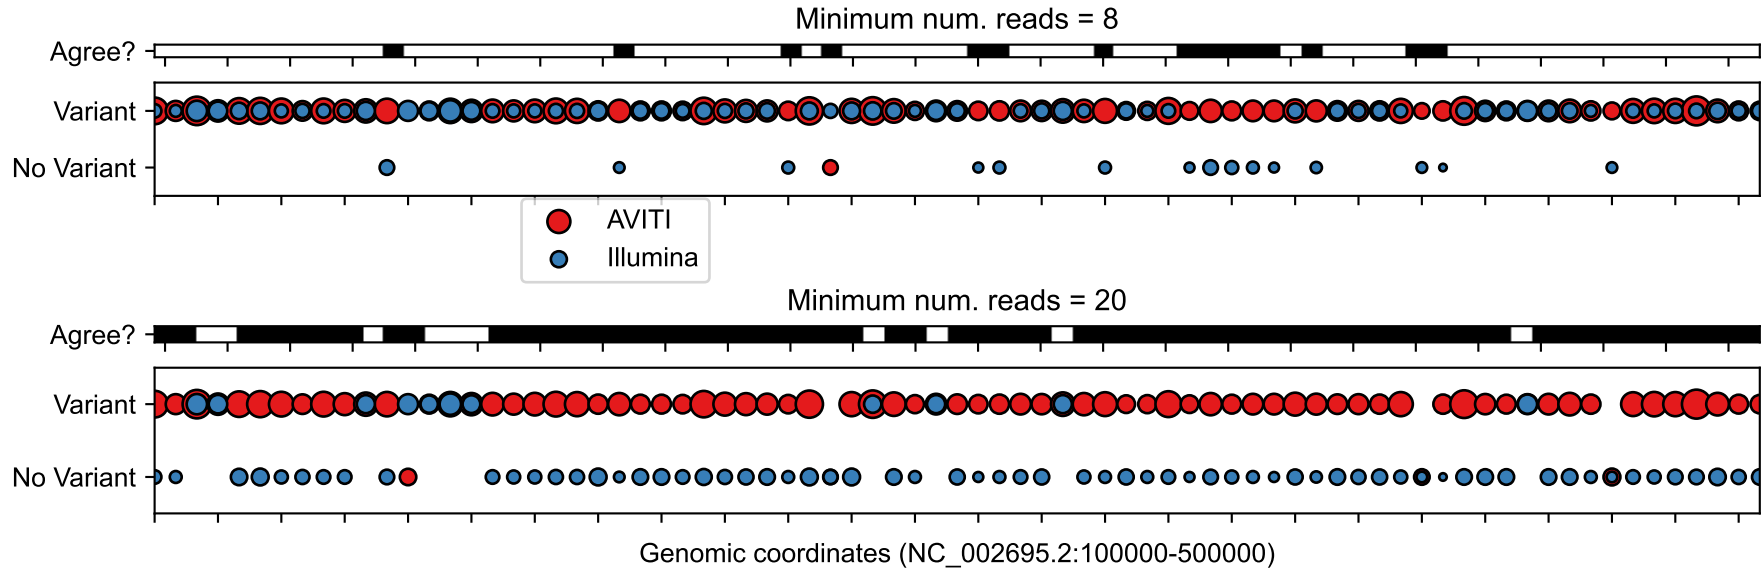 Minimum num. reads = 8
Agree?
Variant
No Variant
AVITI
Illumina
Minimum num. reads = 20
Agree?
Variant
No Variant
Genomic coordinates (NC_002695.2:100000-500000)